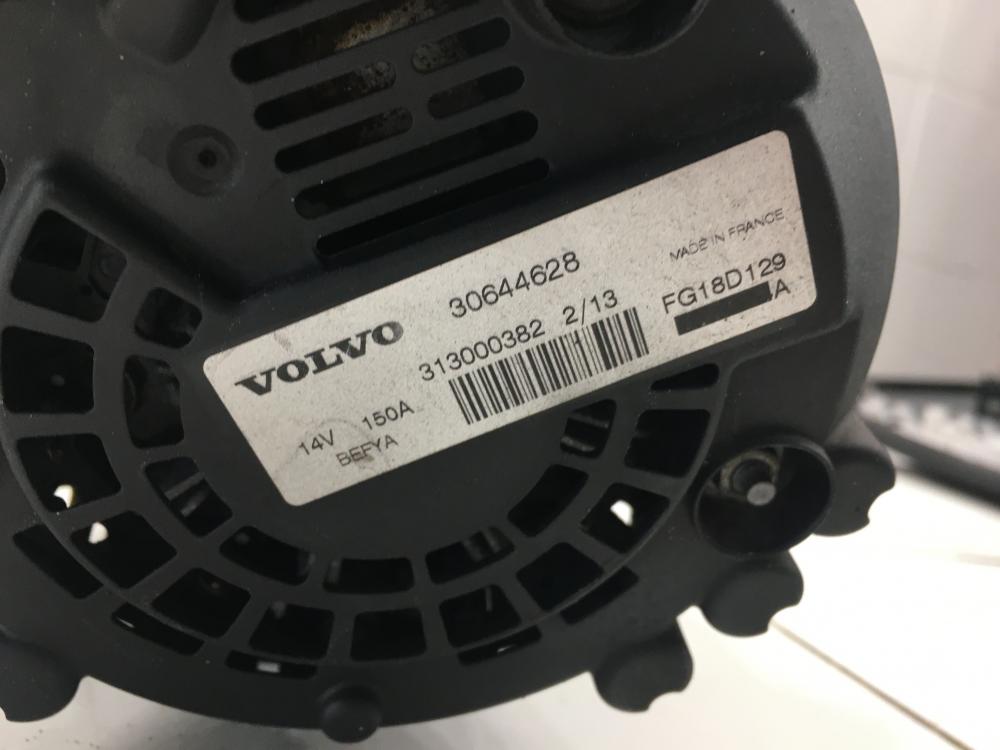 VOLVO 30644628 MADE IN FRANCE
313000382 2/13 FG18D129
14V 150A A
BEFYA